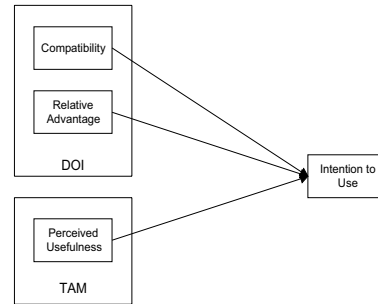 Compatibility
Relative
Advantage
DOI
Intention to
Use
Perceived
Usefulness
TAM